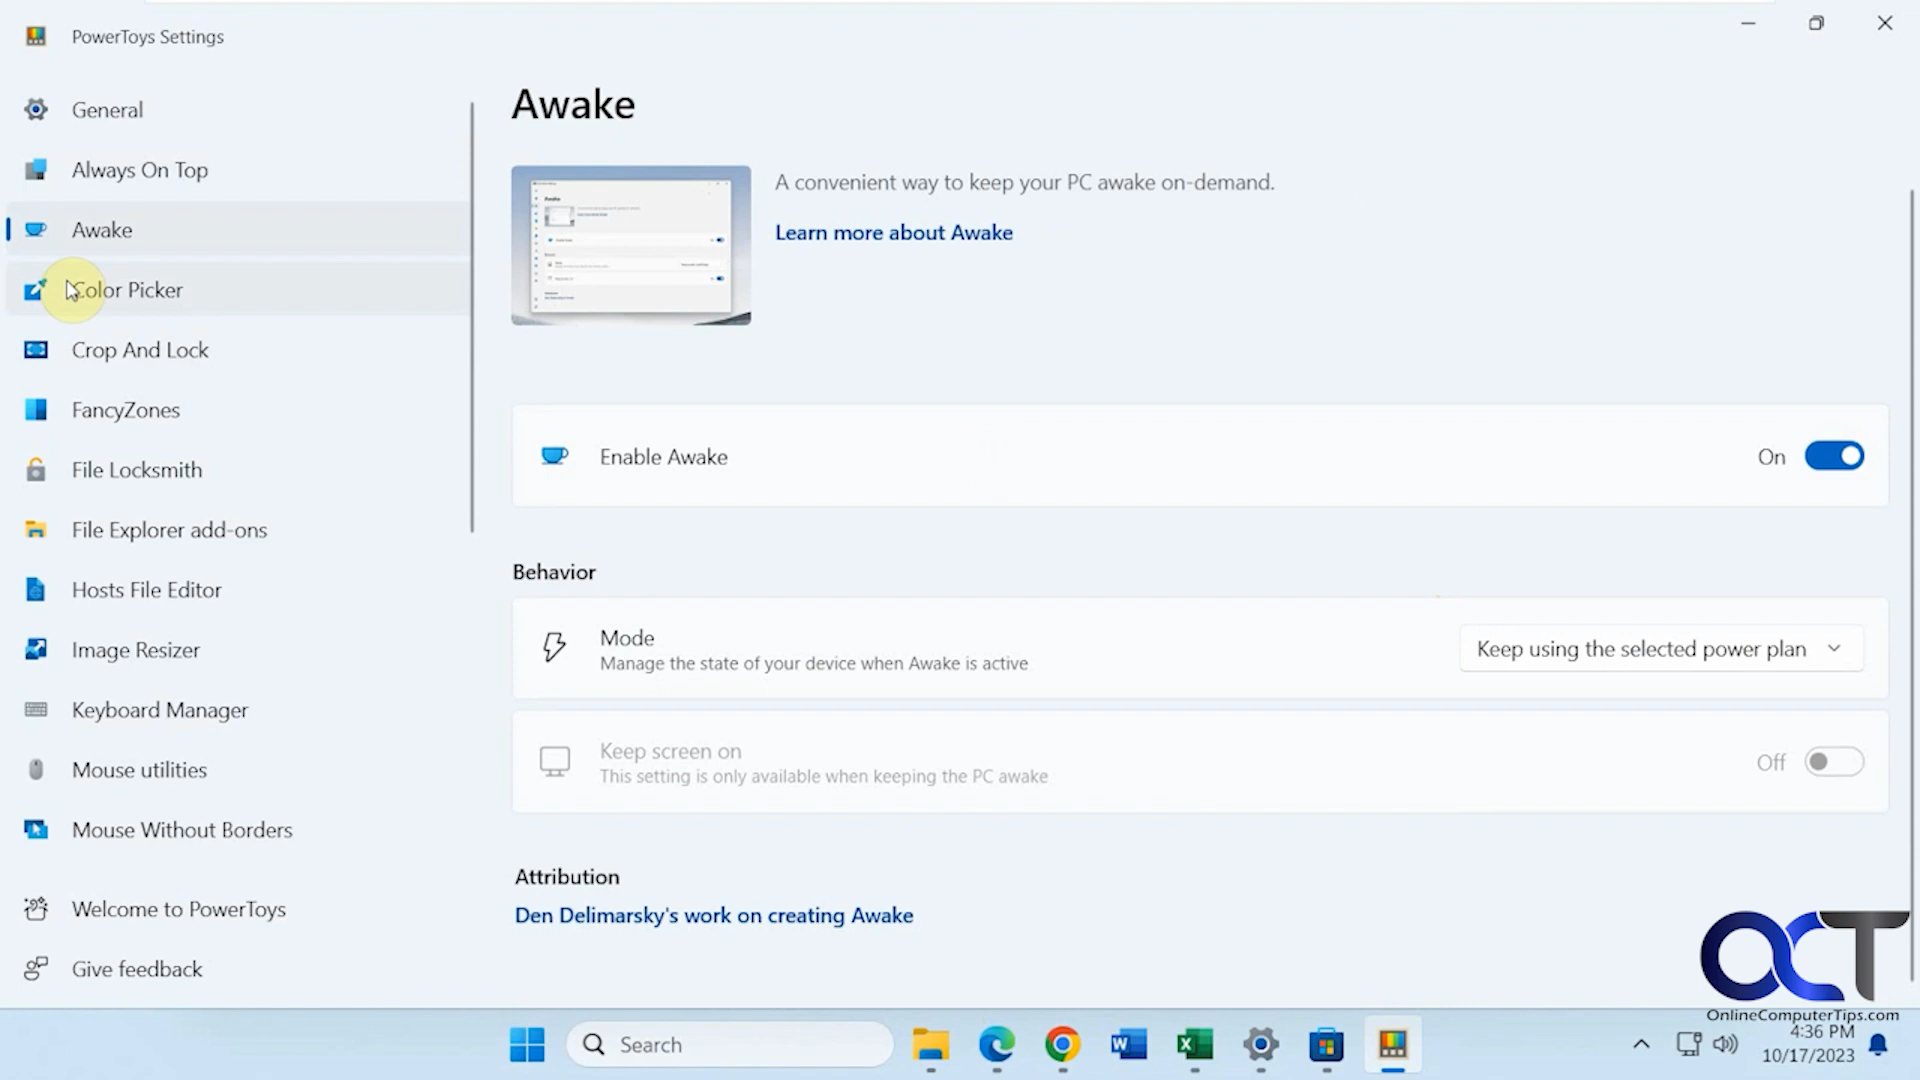 PowerToys Settings
General
Always On Top
Awake
Color Picker
Crop And Lock
FancyZones
File Locksmith
File Explorer add-ons
Hosts File Editor
Image Resizer
Keyboard Manager
Mouse utilities
Mouse Without Borders
Welcome to PowerToys
Give feedback
Awake
A convenient way to keep your PC awake on-demand.
Learn more about Awake
Enable Awake
On
Behavior
Mode
Manage the state of your device when Awake is active
Keep using the selected power plan
Keep screen on
This setting is only available when keeping the PC awake
Off
Attribution
Den Delimarsky's work on creating Awake
OCT
OnlineComputerTips.com
Search
4:36 PM
10/17/2023